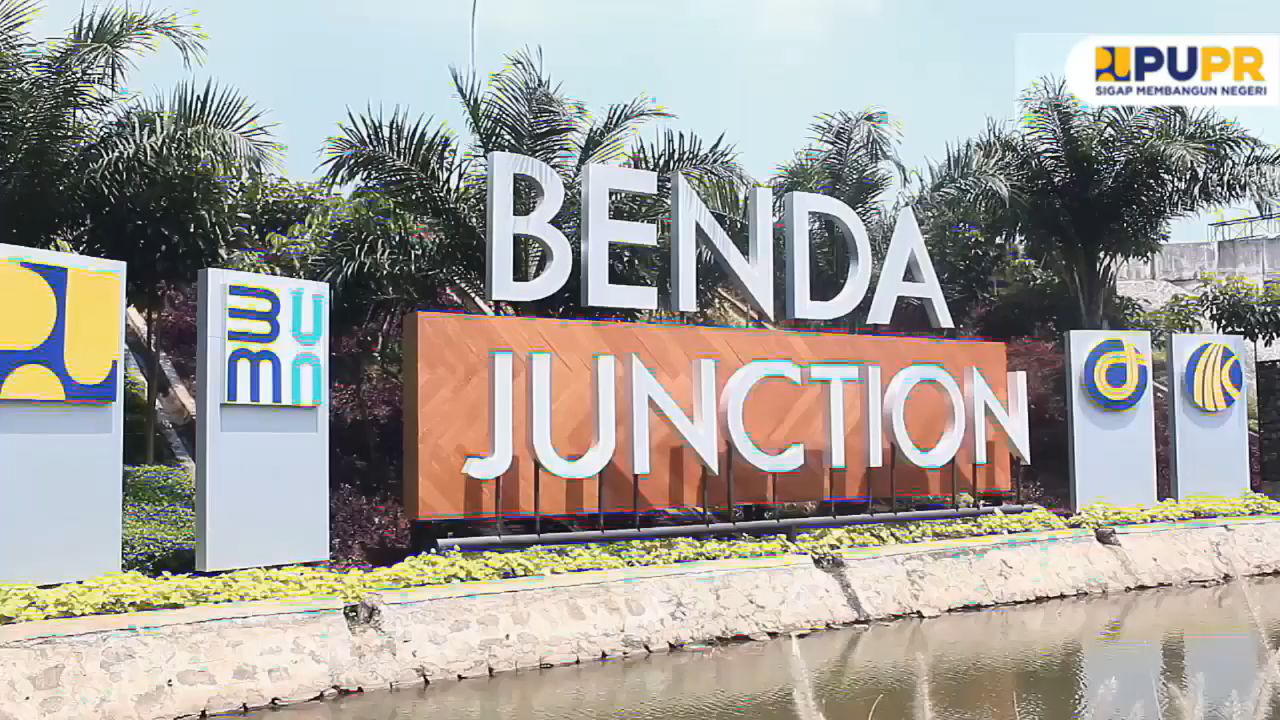 PUPR
SIGAP MEMBANGUN NEGERI
BENDA
JUNCTION
BUMN